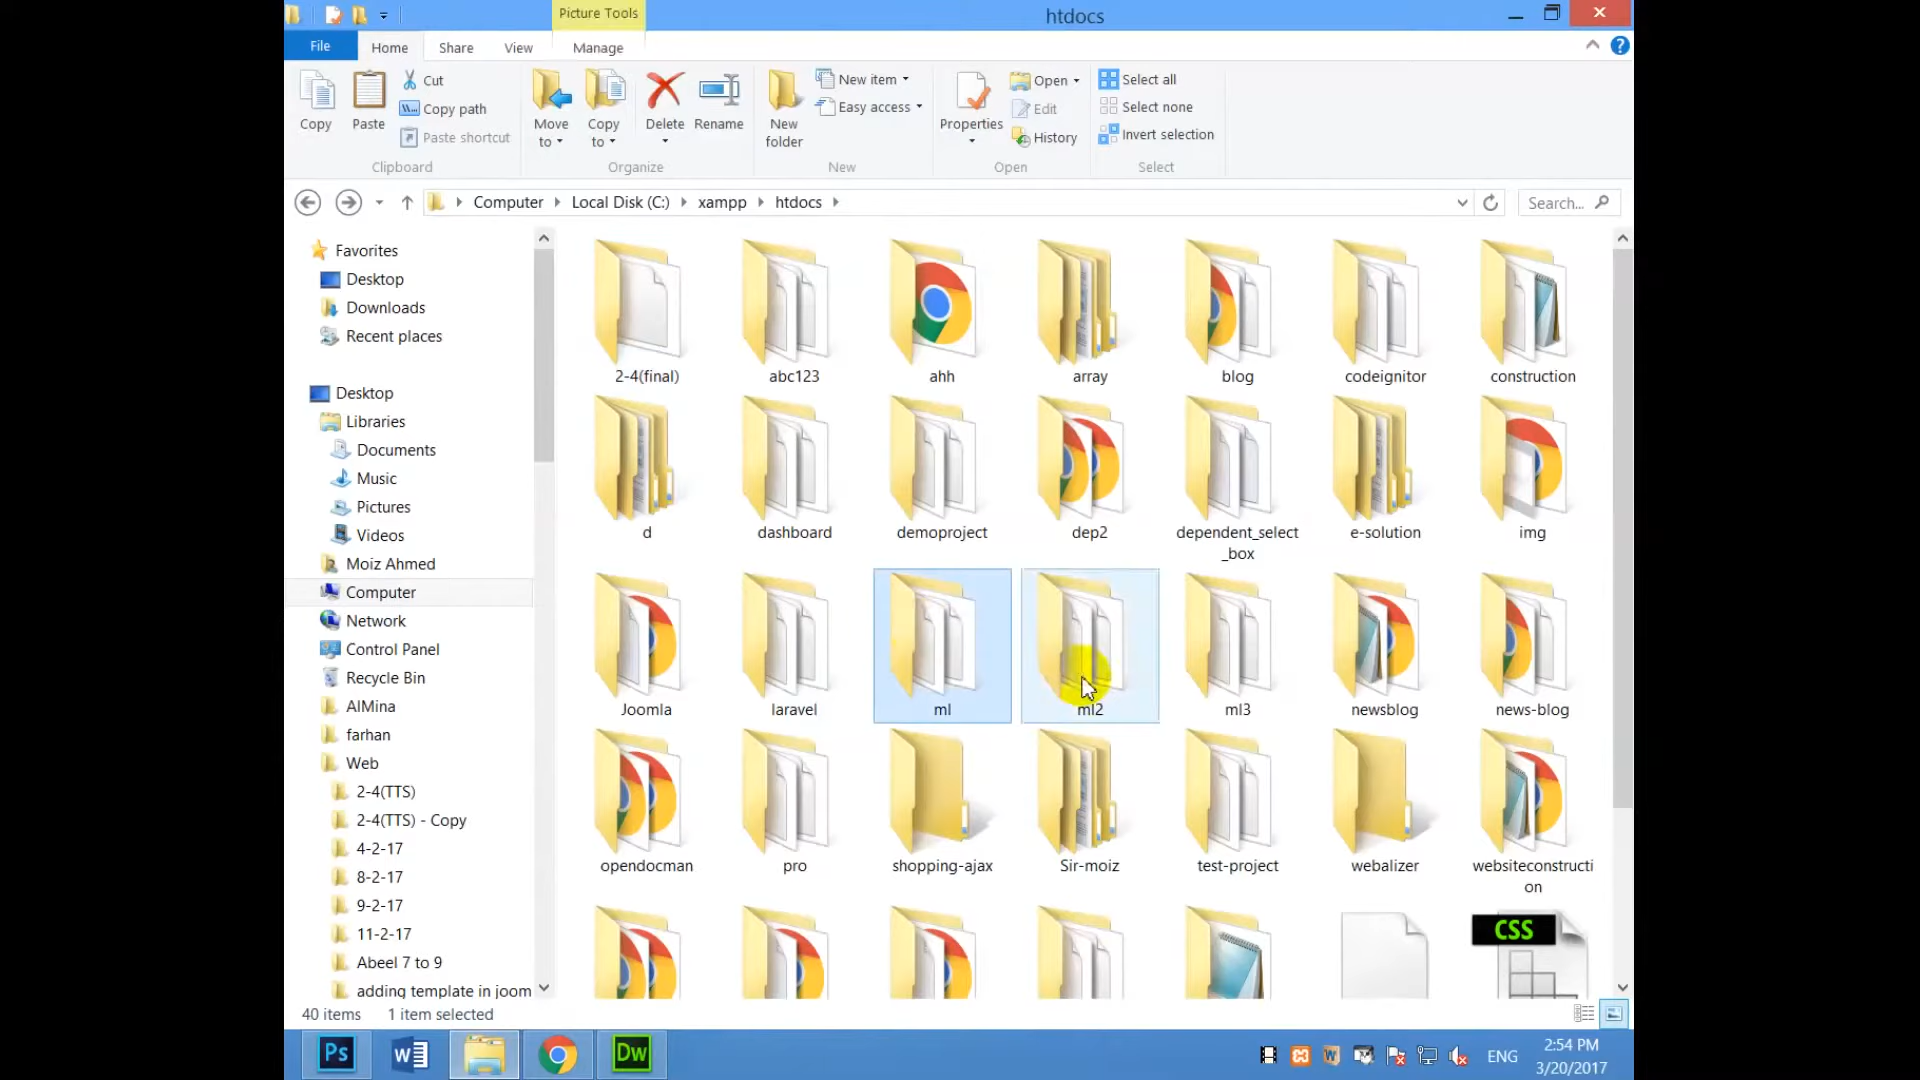 Picture Tools
htdocs
File
Home
Share
View
Manage
Copy
Paste
Cut
Copy path
Paste shortcut
Clipboard
Move to
Copy to
Delete
Rename
Organize
New folder
New item
Easy access
New
Properties
Open
Edit
History
Open
Select all
Select none
Invert selection
Select
Computer
Local Disk (C:)
xampp
htdocs
Search...
Favorites
Desktop
Downloads
Recent places
Desktop
Libraries
Documents
Music
Pictures
Videos
Moiz Ahmed
Computer
Network
Control Panel
Recycle Bin
AlMina
farhan
Web
2-4(TTS)
2-4(TTS) - Copy
4-2-17
8-2-17
9-2-17
11-2-17
Abeel 7 to 9
adding template in joom
2-4(final)
abc123
ahh
array
blog
codeignitor
construction
d
dashboard
demoproject
dep2
dependent_select
_box
e-solution
img
Joomla
laravel
ml
ml2
ml3
newsblog
news-blog
opendocman
pro
shopping-ajax
Sir-moiz
test-project
webalizer
websiteconstructi
on
CSS
40 items
1 item selected
Ps
W
Dw
ENG
2:54 PM
3/20/2017